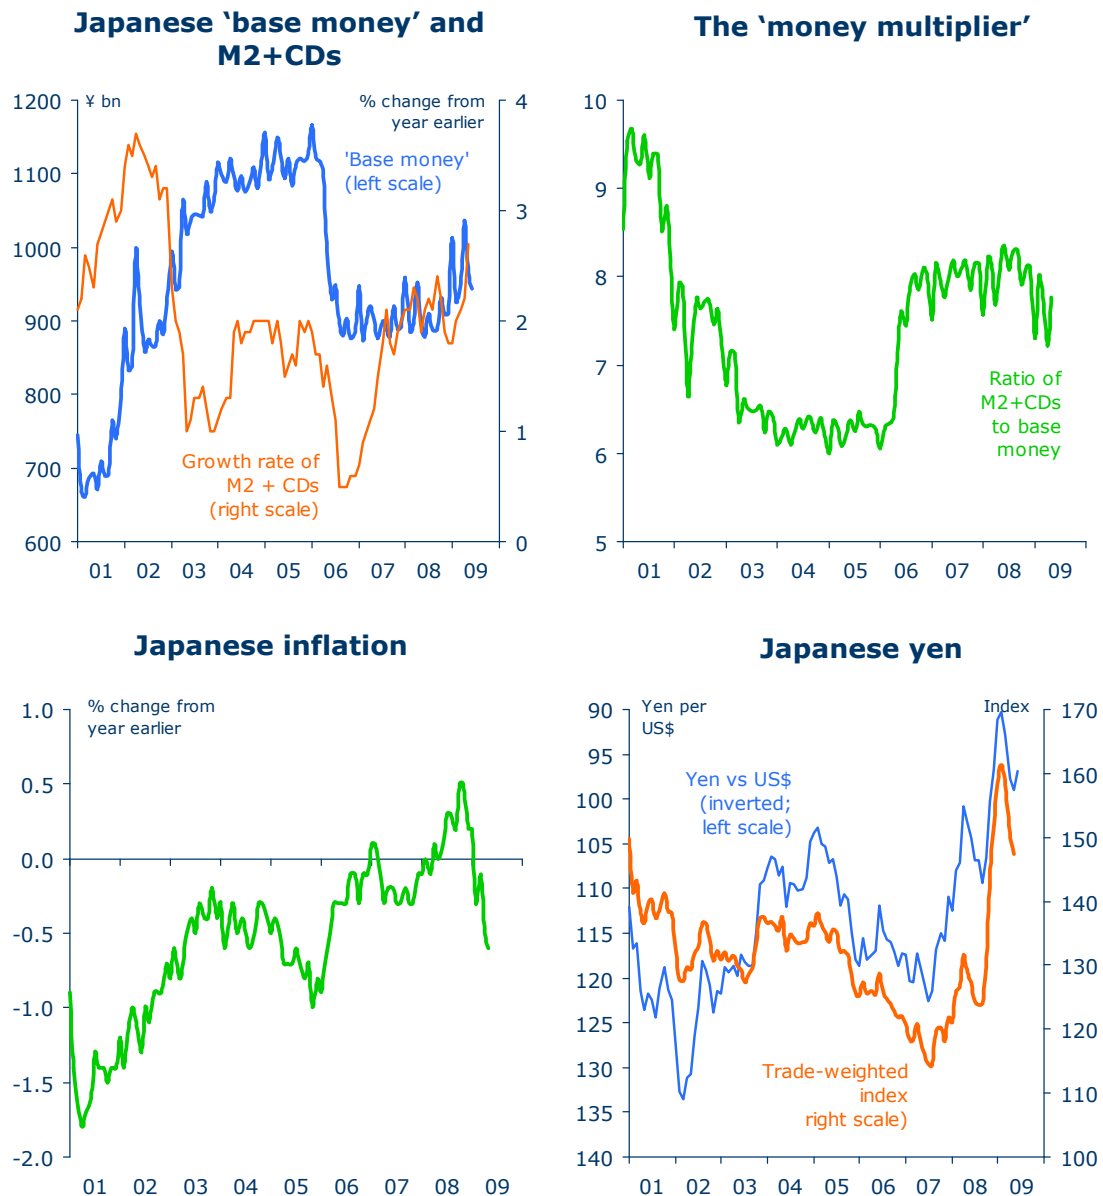 Japanese ‘base money’ and
M2+CDs
¥ bn
% change from
year earlier
1200
1100
1000
900
800
700
600
4
3
2
1
0
'Base money'
(left scale)
Growth rate of
M2 + CDs
(right scale)
01 02 03 04 05 06 07 08 09
The ‘money multiplier’
10
9
8
7
6
5
Ratio of
M2+CDs
to base
money
01 02 03 04 05 06 07 08 09
Japanese inflation
% change from
year earlier
1.0
0.5
0.0
-0.5
-1.0
-1.5
-2.0
01 02 03 04 05 06 07 08 09
Japanese yen
Yen per
US$
Index
90
95
100
105
110
115
120
125
130
135
140
170
160
150
140
130
120
110
100
Yen vs US$
(inverted;
left scale)
Trade-weighted
index
right scale)
01 02 03 04 05 06 07 08 09